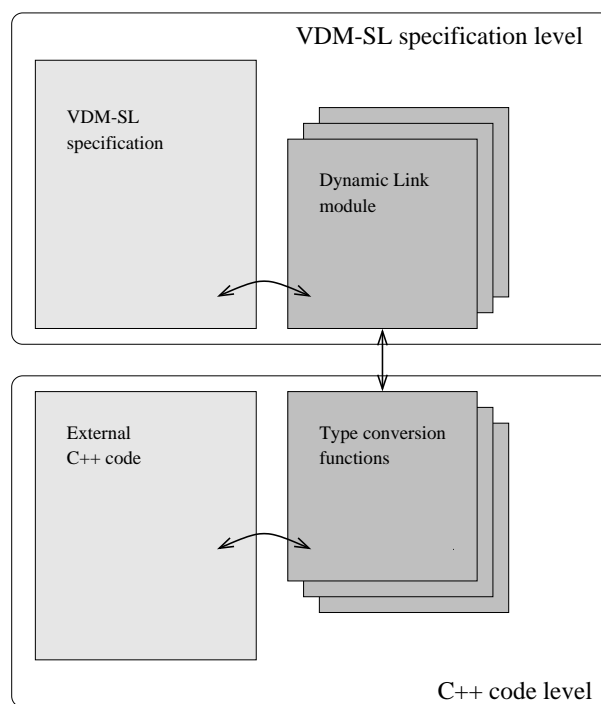 VDM-SL specification level
VDM-SL
specification
Dynamic Link
module
External
C++ code
Type conversion
functions
C++ code level